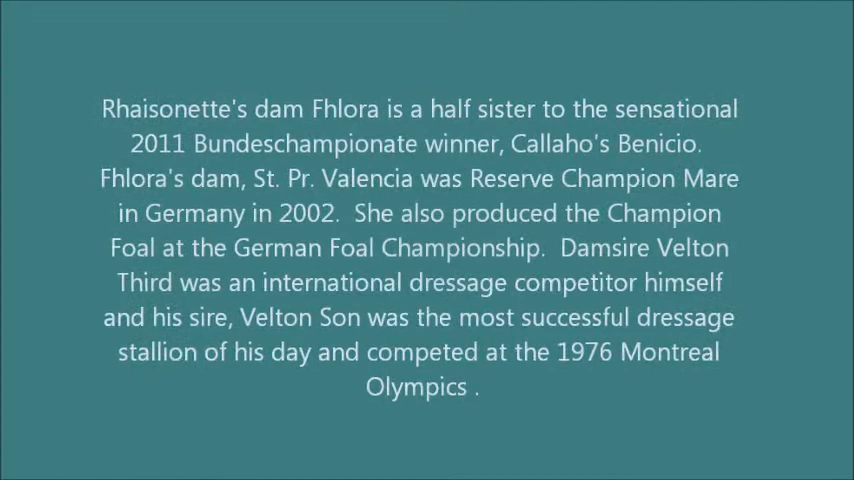 Rhaisonette's dam Fhlora is a half sister to the sensational
2011 Bundeschampionate winner, Callaho's Benicio.
Fhlora's dam, St. Pr. Valencia was Reserve Champion Mare
in Germany in 2002.  She also produced the Champion
Foal at the German Foal Championship.  Damsire Velton
Third was an international dressage competitor himself
and his sire, Velton Son was the most successful dressage
stallion of his day and competed at the 1976 Montreal
Olympics .